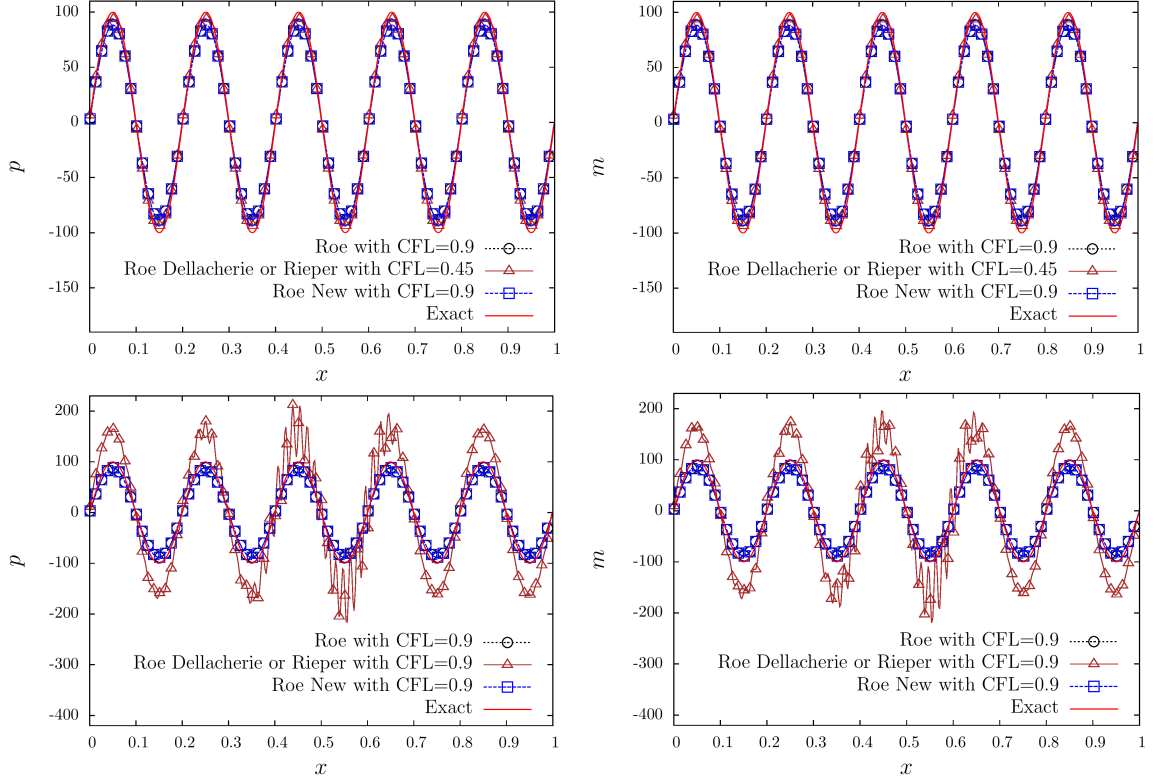 100
50
0
-50
-100
-150
p
Roe with CFL=0.9
Roe Dellacherie or Rieper with CFL=0.45
Roe New with CFL=0.9
Exact
0 0.1 0.2 0.3 0.4 0.5 0.6 0.7 0.8 0.9 1
x
100
50
0
-50
-100
-150
m
Roe with CFL=0.9
Roe Dellacherie or Rieper with CFL=0.45
Roe New with CFL=0.9
Exact
0 0.1 0.2 0.3 0.4 0.5 0.6 0.7 0.8 0.9 1
x
200
100
0
-100
-200
-300
-400
p
Roe with CFL=0.9
Roe Dellacherie or Rieper with CFL=0.9
Roe New with CFL=0.9
Exact
0 0.1 0.2 0.3 0.4 0.5 0.6 0.7 0.8 0.9 1
x
200
100
0
-100
-200
-300
-400
m
Roe with CFL=0.9
Roe Dellacherie or Rieper with CFL=0.9
Roe New with CFL=0.9
Exact
0 0.1 0.2 0.3 0.4 0.5 0.6 0.7 0.8 0.9 1
x